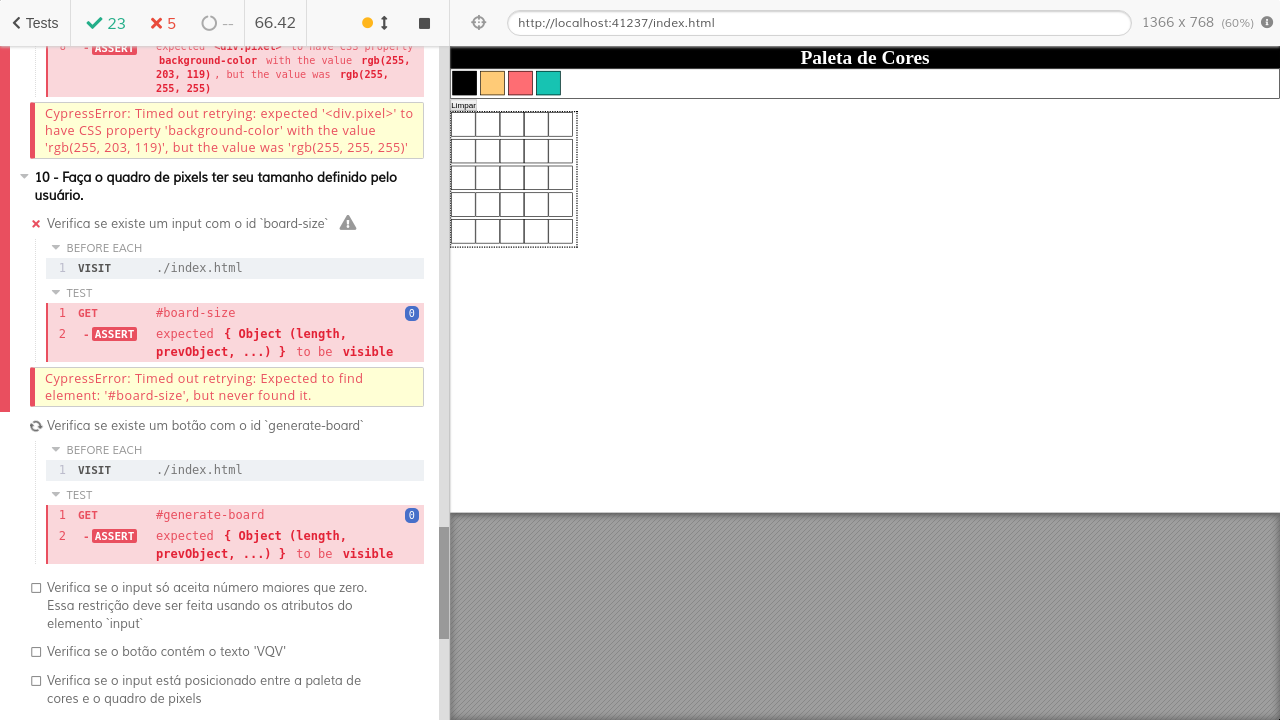 Tests
23
5
--
66.42
http://localhost:41237/index.html
1366 x 768 (60%)
6 - ASSERT expected <div.pixel> to have CSS property
background-color with the value rgb(255,
203, 119) , but the value was rgb(255,
255, 255)
CypressError: Timed out retrying: expected '<div.pixel>' to
have CSS property 'background-color' with the value
'rgb(255, 203, 119)', but the value was 'rgb(255, 255, 255)'
10 - Faça o quadro de pixels ter seu tamanho definido pelo
usuário.
Verifica se existe um input com o id `board-size`
BEFORE EACH
1 VISIT ./index.html
TEST
1 GET #board-size 0
2 - ASSERT expected { Object (length,
prevObject, ...) } to be visible
CypressError: Timed out retrying: Expected to find
element: '#board-size', but never found it.
Verifica se existe um botão com o id `generate-board`
BEFORE EACH
1 VISIT ./index.html
TEST
1 GET #generate-board 0
2 - ASSERT expected { Object (length,
prevObject, ...) } to be visible
Verifica se o input só aceita número maiores que zero.
Essa restrição deve ser feita usando os atributos do
elemento `input`
Verifica se o botão contém o texto 'VQV'
Verifica se o input está posicionado entre a paleta de
cores e o quadro de pixels
Paleta de Cores
Limpar